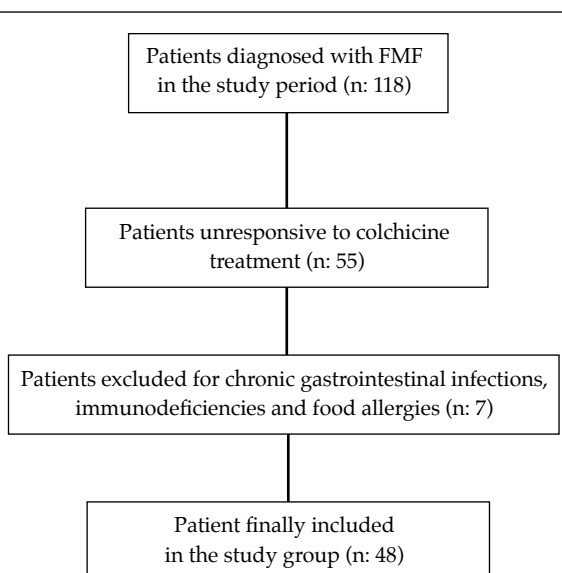 Patients diagnosed with FMF
in the study period (n: 118)
Patients unresponsive to colchicine
treatment (n: 55)
Patients excluded for chronic gastrointestinal infections,
immunodeficiencies and food allergies (n: 7)
Patient finally included
in the study group (n: 48)